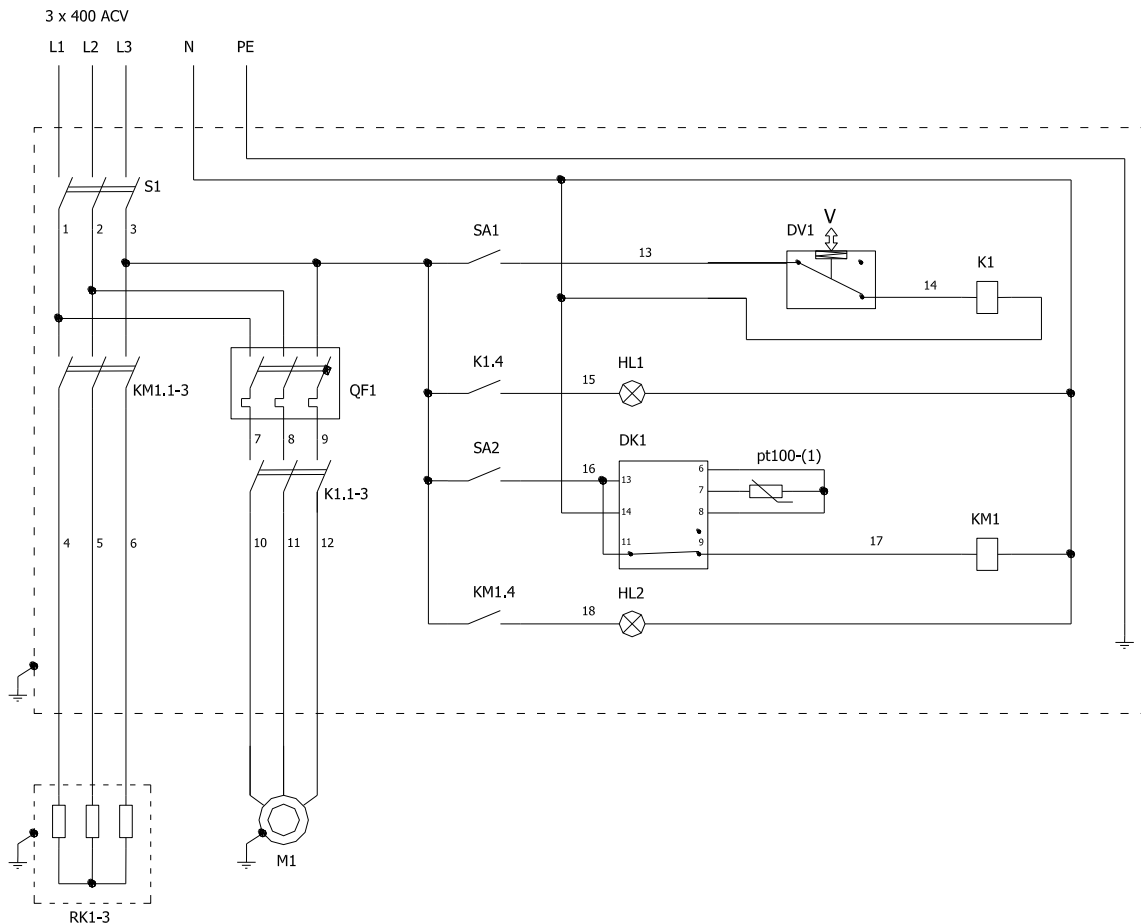 3 x 400 ACV
L1 L2 L3 N PE
S1
1 2 3
SA1
13
DV1
V
14
K1
KM1.1-3
QF1
K1.4
15
HL1
7 8 9
SA2
16
DK1
pt100-(1)
13
6
7
14
8
K1.1-3
4 5 6
10 11 12
11
9
17
KM1
KM1.4
18
HL2
M1
RK1-3